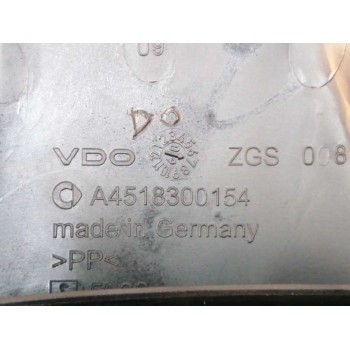 09
VDO ZGS 008
A4518300154
made in Germany
>PP<